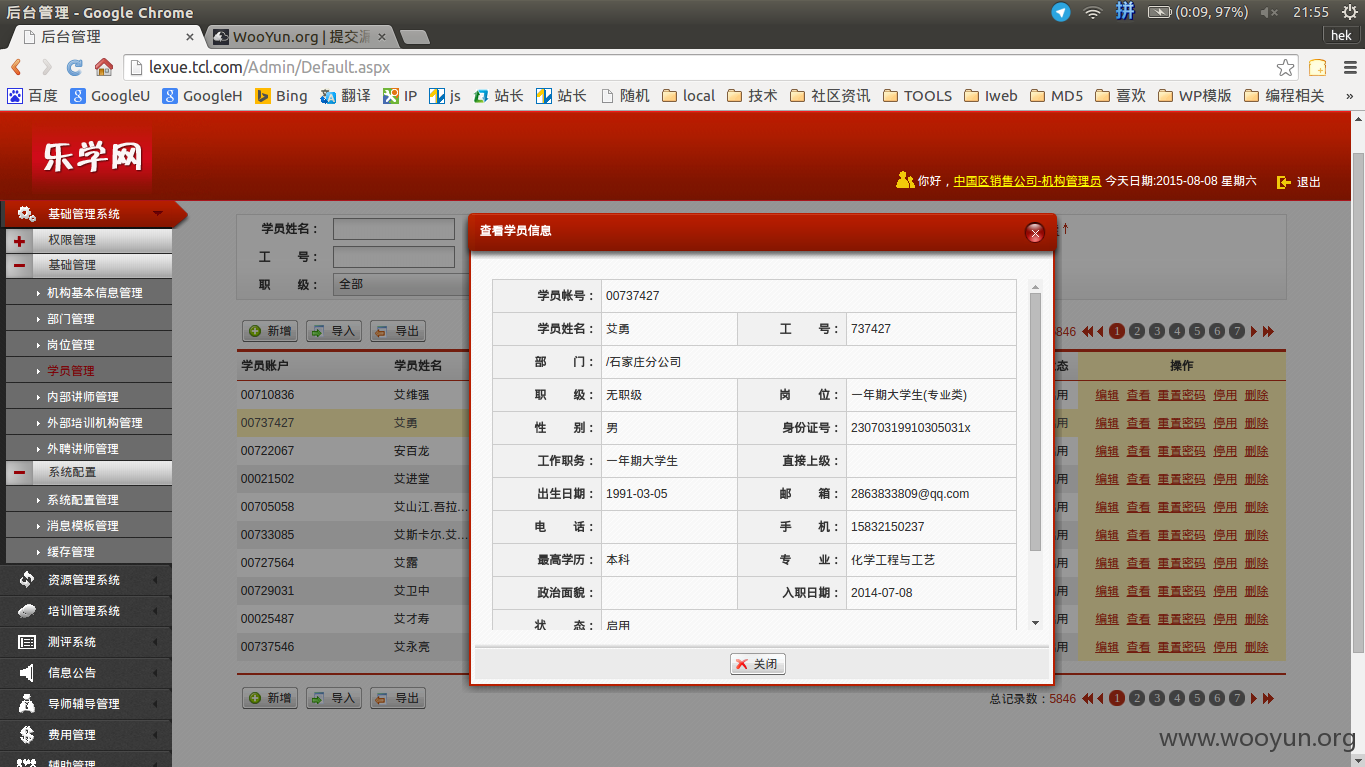 后台管理 - Google Chrome
拼 (0:09, 97%) 21:55
后台管理 × WooYun.org | 提交漏 × hek
lexue.tcl.com/Admin/Default.aspx
百度 GoogleU GoogleH Bing 翻译 IP js 站长 站长 随机 local 技术 社区资讯 TOOLS Iweb MD5 喜欢 WP模版 编程相关 »
乐学网
你好，中国区销售公司-机构管理员 今天日期:2015-08-08 星期六 退出
基础管理系统
权限管理
基础管理
机构基本信息管理
部门管理
岗位管理
学员管理
内部讲师管理
外部培训机构管理
外聘讲师管理
系统配置
系统配置管理
消息模板管理
缓存管理
资源管理系统
培训管理系统
测评系统
信息公告
导师辅导管理
费用管理
辅助管理
学员姓名：
工 号：
职 级： 全部
新增 导入 导出 5846 1 2 3 4 5 6 7
学员账户 学员姓名 态 操作
00710836 艾维强 用 编辑 查看 重置密码 停用 删除
00737427 艾勇 用 编辑 查看 重置密码 停用 删除
00722067 安百龙 用 编辑 查看 重置密码 停用 删除
00021502 艾进堂 用 编辑 查看 重置密码 停用 删除
00705058 艾山江.吾拉... 用 编辑 查看 重置密码 停用 删除
00733085 艾斯卡尔.艾... 用 编辑 查看 重置密码 停用 删除
00727564 艾露 用 编辑 查看 重置密码 停用 删除
00729031 艾卫中 用 编辑 查看 重置密码 停用 删除
00025487 艾才寿 用 编辑 查看 重置密码 停用 删除
00737546 艾永亮 用 编辑 查看 重置密码 停用 删除
新增 导入 导出 总记录数：5846 1 2 3 4 5 6 7
查看学员信息
学员帐号： 00737427
学员姓名： 艾勇 工 号： 737427
部 门： /石家庄分公司
职 级： 无职级 岗 位： 一年期大学生(专业类)
性 别： 男 身份证号： 23070319910305031x
工作职务： 一年期大学生 直接上级：
出生日期： 1991-03-05 邮 箱： 2863833809@qq.com
电 话： 手 机： 15832150237
最高学历： 本科 专 业： 化学工程与工艺
政治面貌： 入职日期： 2014-07-08
状 态： 启用
关闭
www.wooyun.org